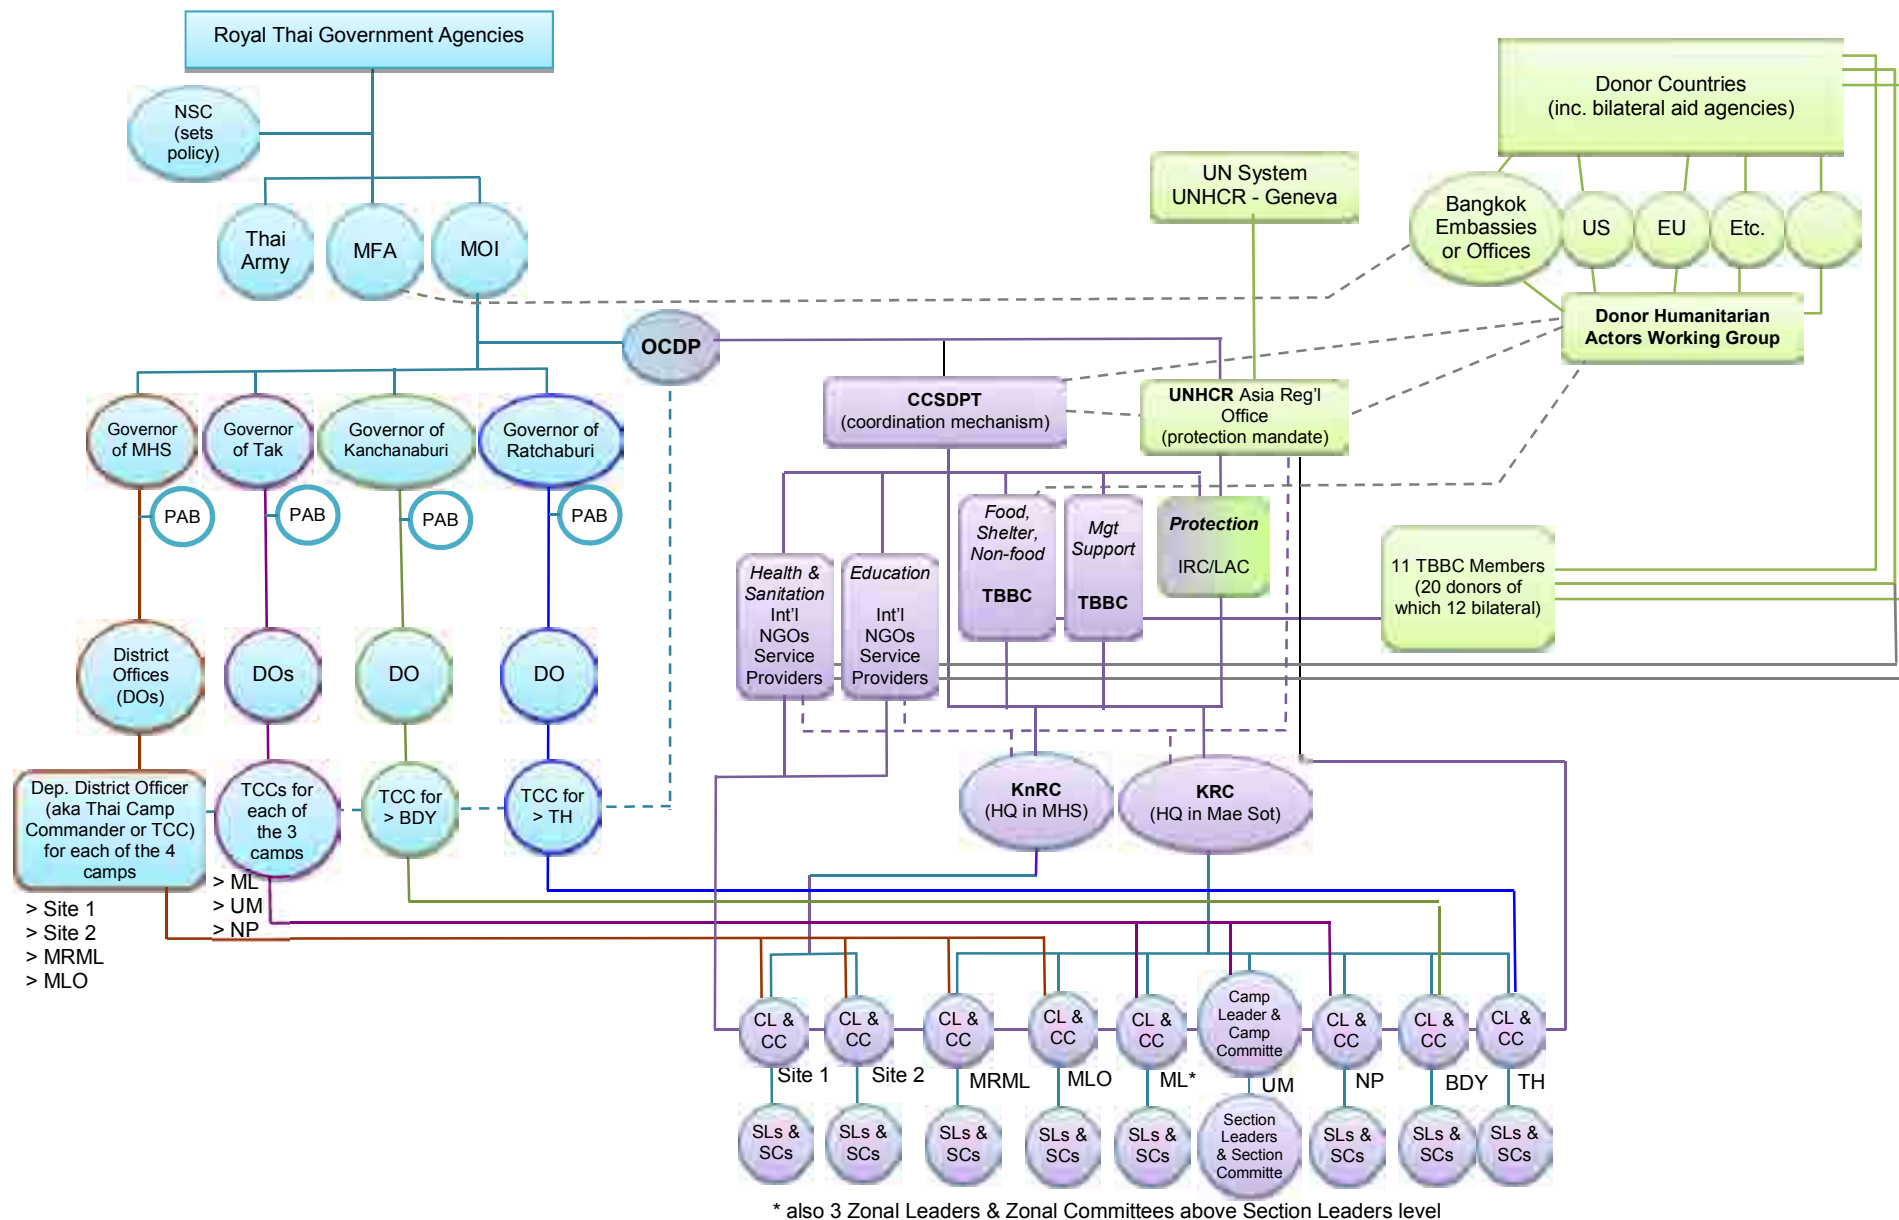 Royal Thai Government Agencies
NSC
(sets
policy)
Thai
Army
MFA
MOI
OCDP
UN System
UNHCR - Geneva
Donor Countries
(inc. bilateral aid agencies)
Bangkok
Embassies
or Offices
US
EU
Etc.
Donor Humanitarian
Actors Working Group
CCSDPT
(coordination mechanism)
UNHCR Asia Reg'l
Office
(protection mandate)
Governor
of MHS
Governor
of Tak
Governor of
Kanchanaburi
Governor of
Ratchaburi
PAB
PAB
PAB
PAB
Health &
Sanitation
Int'l
NGOs
Service
Providers
Education
Int'l
NGOs
Service
Providers
Food,
Shelter,
Non-food
TBBC
Mgt
Support
TBBC
Protection
IRC/LAC
11 TBBC Members
(20 donors of
which 12 bilateral)
District
Offices
(DOs)
DOs
DO
DO
Dep. District Officer
(aka Thai Camp
Commander or TCC)
for each of the 4
camps
> Site 1
> Site 2
> MRML
> MLO
TCCs for
each of
the 3
camps
> ML
> UM
> NP
TCC for
> BDY
TCC for
> TH
KnRC
(HQ in MHS)
KRC
(HQ in Mae Sot)
CL &
CC
Site 1
CL &
CC
Site 2
CL &
CC
MRML
CL &
CC
MLO
CL &
CC
ML*
Camp
Leader &
Camp
Committe
UM
CL &
CC
NP
CL &
CC
BDY
CL &
CC
TH
SLs &
SCs
SLs &
SCs
SLs &
SCs
SLs &
SCs
SLs &
SCs
Section
Leaders
& Section
Committe
SLs &
SCs
SLs &
SCs
SLs &
SCs
* also 3 Zonal Leaders & Zonal Committees above Section Leaders level